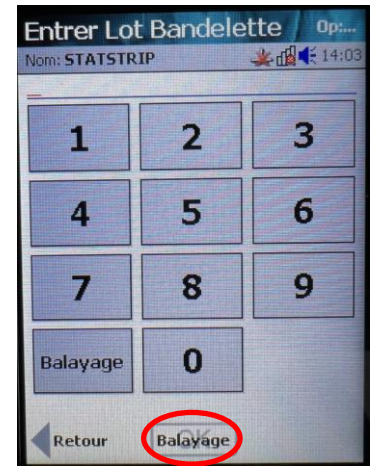 Entrer Lot Bandelette Op:...
Nom: STATSTRIP 14:03
1 2 3
4 5 6
7 8 9
Balayage 0
Retour Balayage